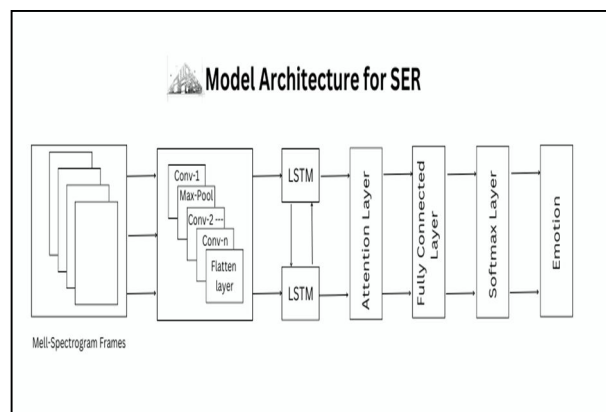 Model Architecture for SER
Conv-1
Max-Pool
Conv-2 ---
Conv-n
Flatten
layer
LSTM
LSTM
Attention Layer
Fully Connected
Layer
Softmax Layer
Emotion
Mell-Spectrogram Frames